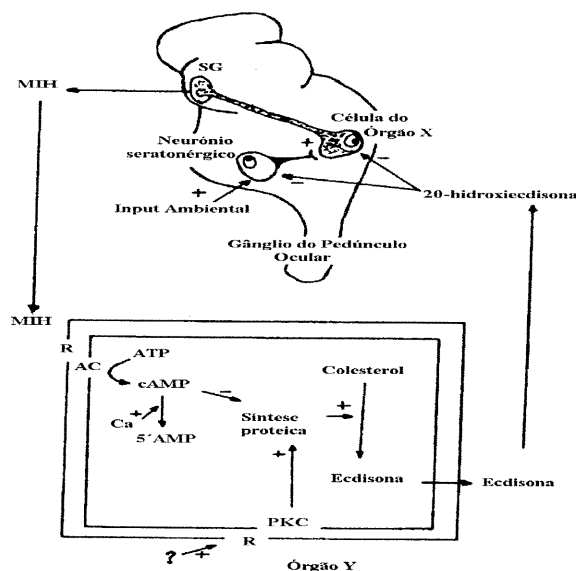 SG
MIH
Célula do
Órgão X
+
Neurónio
seratonérgico
–
+
–
Input Ambiental
20-hidroxiecdisona
Gânglio do Pedúnculo
Ocular
MIH
R
AC
ATP
cAMP
–
Ca
+
5´AMP
Síntese
proteica
+
Colesterol
+
Ecdisona
Ecdisona
PKC
R
? +
Órgão Y